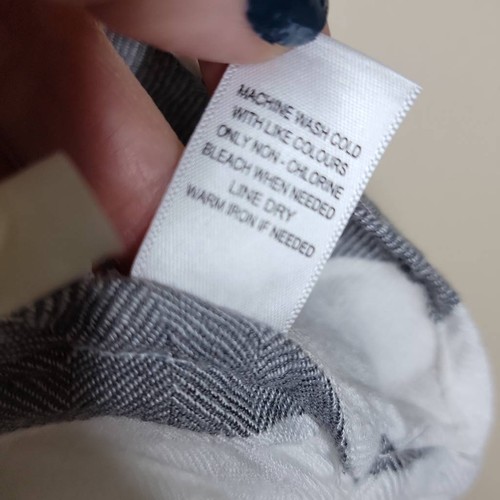 MACHINE WASH COLD
WITH LIKE COLOURS
ONLY NON - CHLORINE
BLEACH WHEN NEEDED
LINE DRY
WARM IRON IF NEEDED